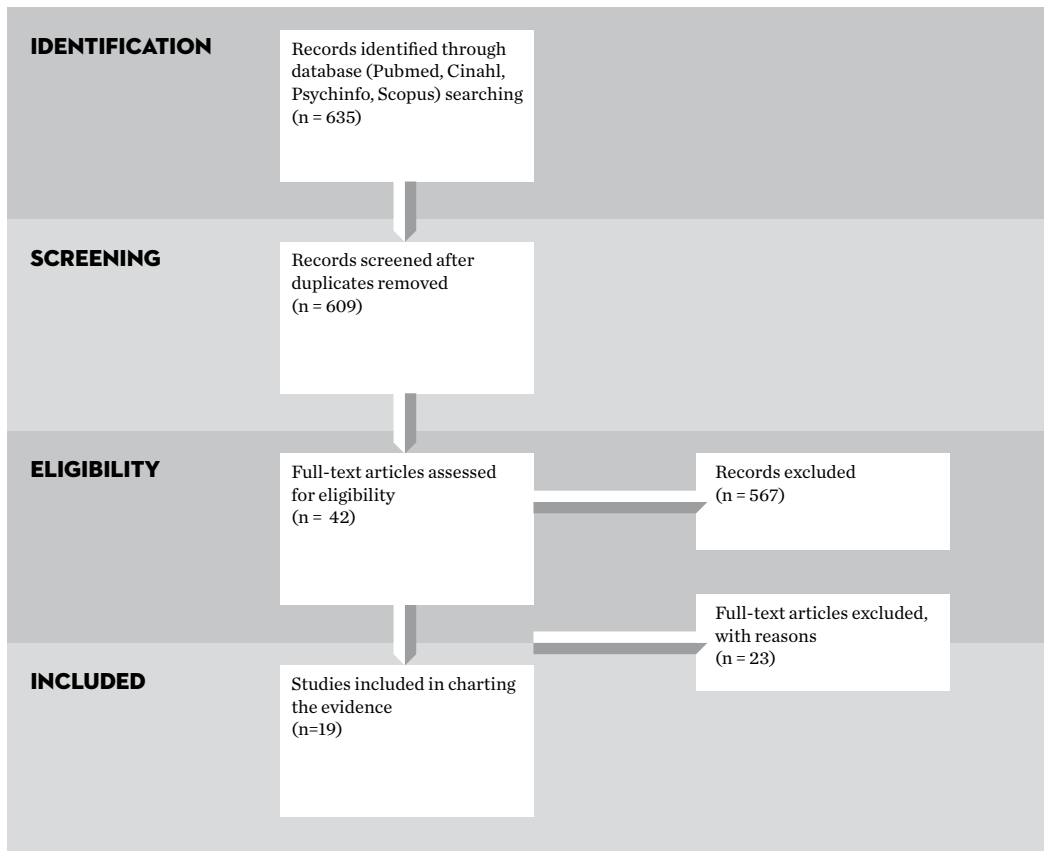 IDENTIFICATION
Records identified through
database (Pubmed, Cinahl,
Psychinfo, Scopus) searching
(n = 635)
SCREENING
Records screened after
duplicates removed
(n = 609)
ELIGIBILITY
Full-text articles assessed
for eligibility
(n = 42)
Records excluded
(n = 567)
Full-text articles excluded,
with reasons
(n = 23)
INCLUDED
Studies included in charting
the evidence
(n=19)